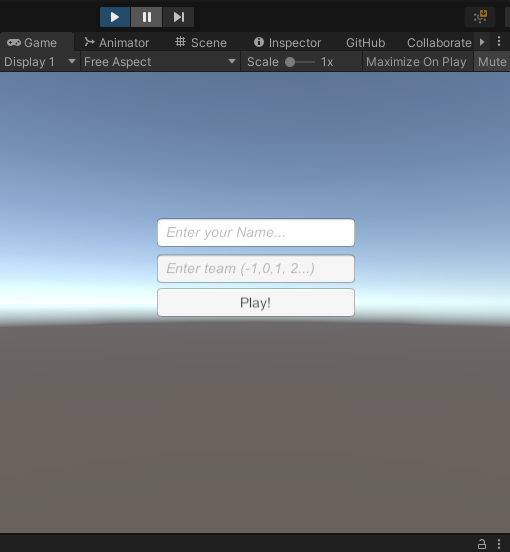 Game Animator Scene Inspector GitHub Collaborate
Display 1 Free Aspect Scale 1x Maximize On Play Mute
Enter your Name...
Enter team (-1,0,1, 2...)
Play!